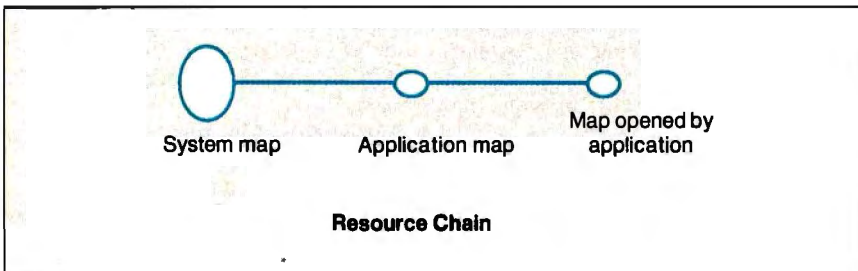 System map
Application map
Map opened by
application
Resource Chain